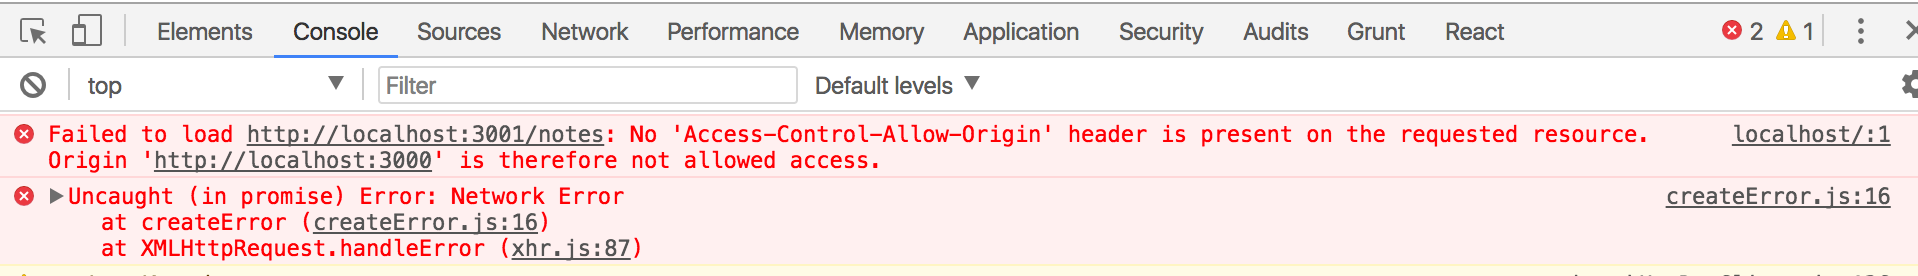 Elements Console Sources Network Performance Memory Application Security Audits Grunt React 2 1
top Filter Default levels
Failed to load http://localhost:3001/notes: No 'Access-Control-Allow-Origin' header is present on the requested resource. localhost/:1
Origin 'http://localhost:3000' is therefore not allowed access.
Uncaught (in promise) Error: Network Error createError.js:16
at createError (createError.js:16)
at XMLHttpRequest.handleError (xhr.js:87)